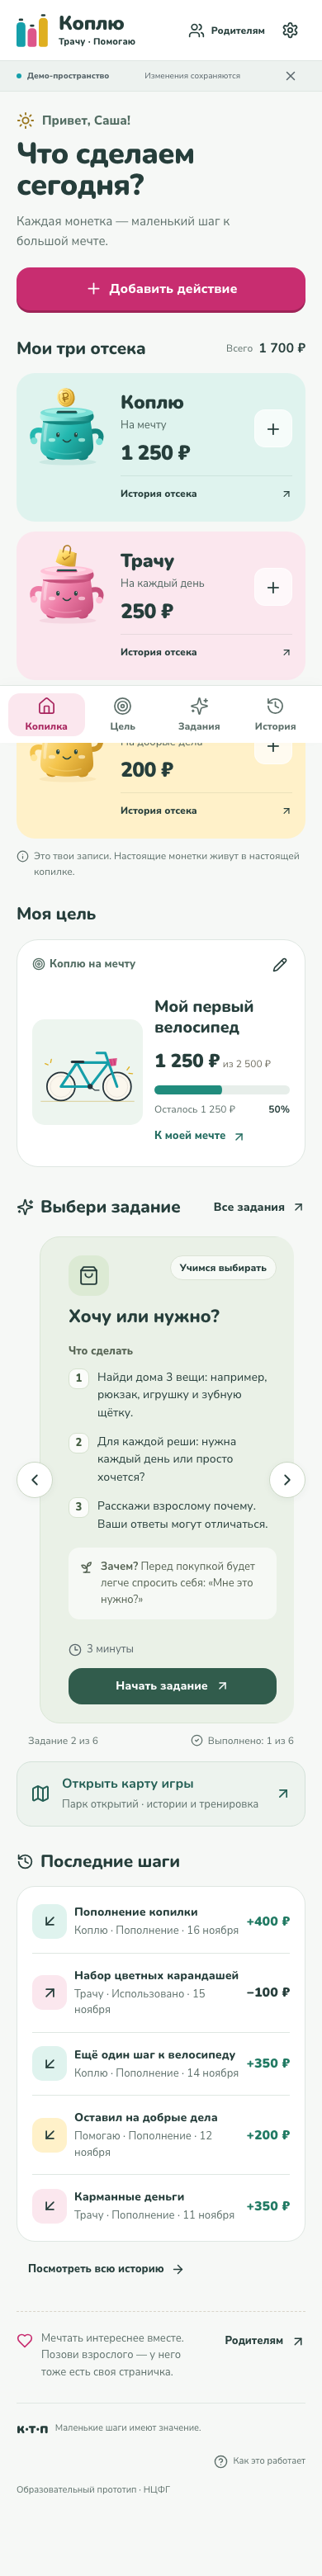 Коплю
Трачу · Помогаю
Родителям
Демо-пространство
Изменения сохраняются
Привет, Саша!
Что сделаем
сегодня?
Каждая монетка — маленький шаг к
большой мечте.
Добавить действие
Мои три отсека
Всего 1 700 ₽
₽
Коплю
На мечту
1 250 ₽
История отсека
Трачу
На каждый день
250 ₽
История отсека
Копилка
Цель
Задания
История
На добрые дела
200 ₽
История отсека
Это твои записи. Настоящие монетки живут в настоящей
копилке.
Моя цель
Коплю на мечту
Мой первый
велосипед
1 250 ₽ из 2 500 ₽
Осталось 1 250 ₽
50%
К моей мечте
Выбери задание
Все задания
Учимся выбирать
Хочу или нужно?
Что сделать
1 Найди дома 3 вещи: например,
рюкзак, игрушку и зубную
щётку.
2 Для каждой реши: нужна
каждый день или просто
хочется?
3 Расскажи взрослому почему.
Ваши ответы могут отличаться.
Зачем? Перед покупкой будет
легче спросить себя: «Мне это
нужно?»
3 минуты
Начать задание
Задание 2 из 6
Выполнено: 1 из 6
Открыть карту игры
Парк открытий · истории и тренировка
Последние шаги
Пополнение копилки
Коплю · Пополнение · 16 ноября
+400 ₽
Набор цветных карандашей
Трачу · Использовано · 15
ноября
−100 ₽
Ещё один шаг к велосипеду
Коплю · Пополнение · 14 ноября
+350 ₽
Оставил на добрые дела
Помогаю · Пополнение · 12
ноября
+200 ₽
Карманные деньги
Трачу · Пополнение · 11 ноября
+350 ₽
Посмотреть всю историю
Мечтать интереснее вместе.
Позови взрослого — у него
тоже есть своя страничка.
Родителям
к·т·п
Маленькие шаги имеют значение.
Как это работает
Образовательный прототип · НЦФГ